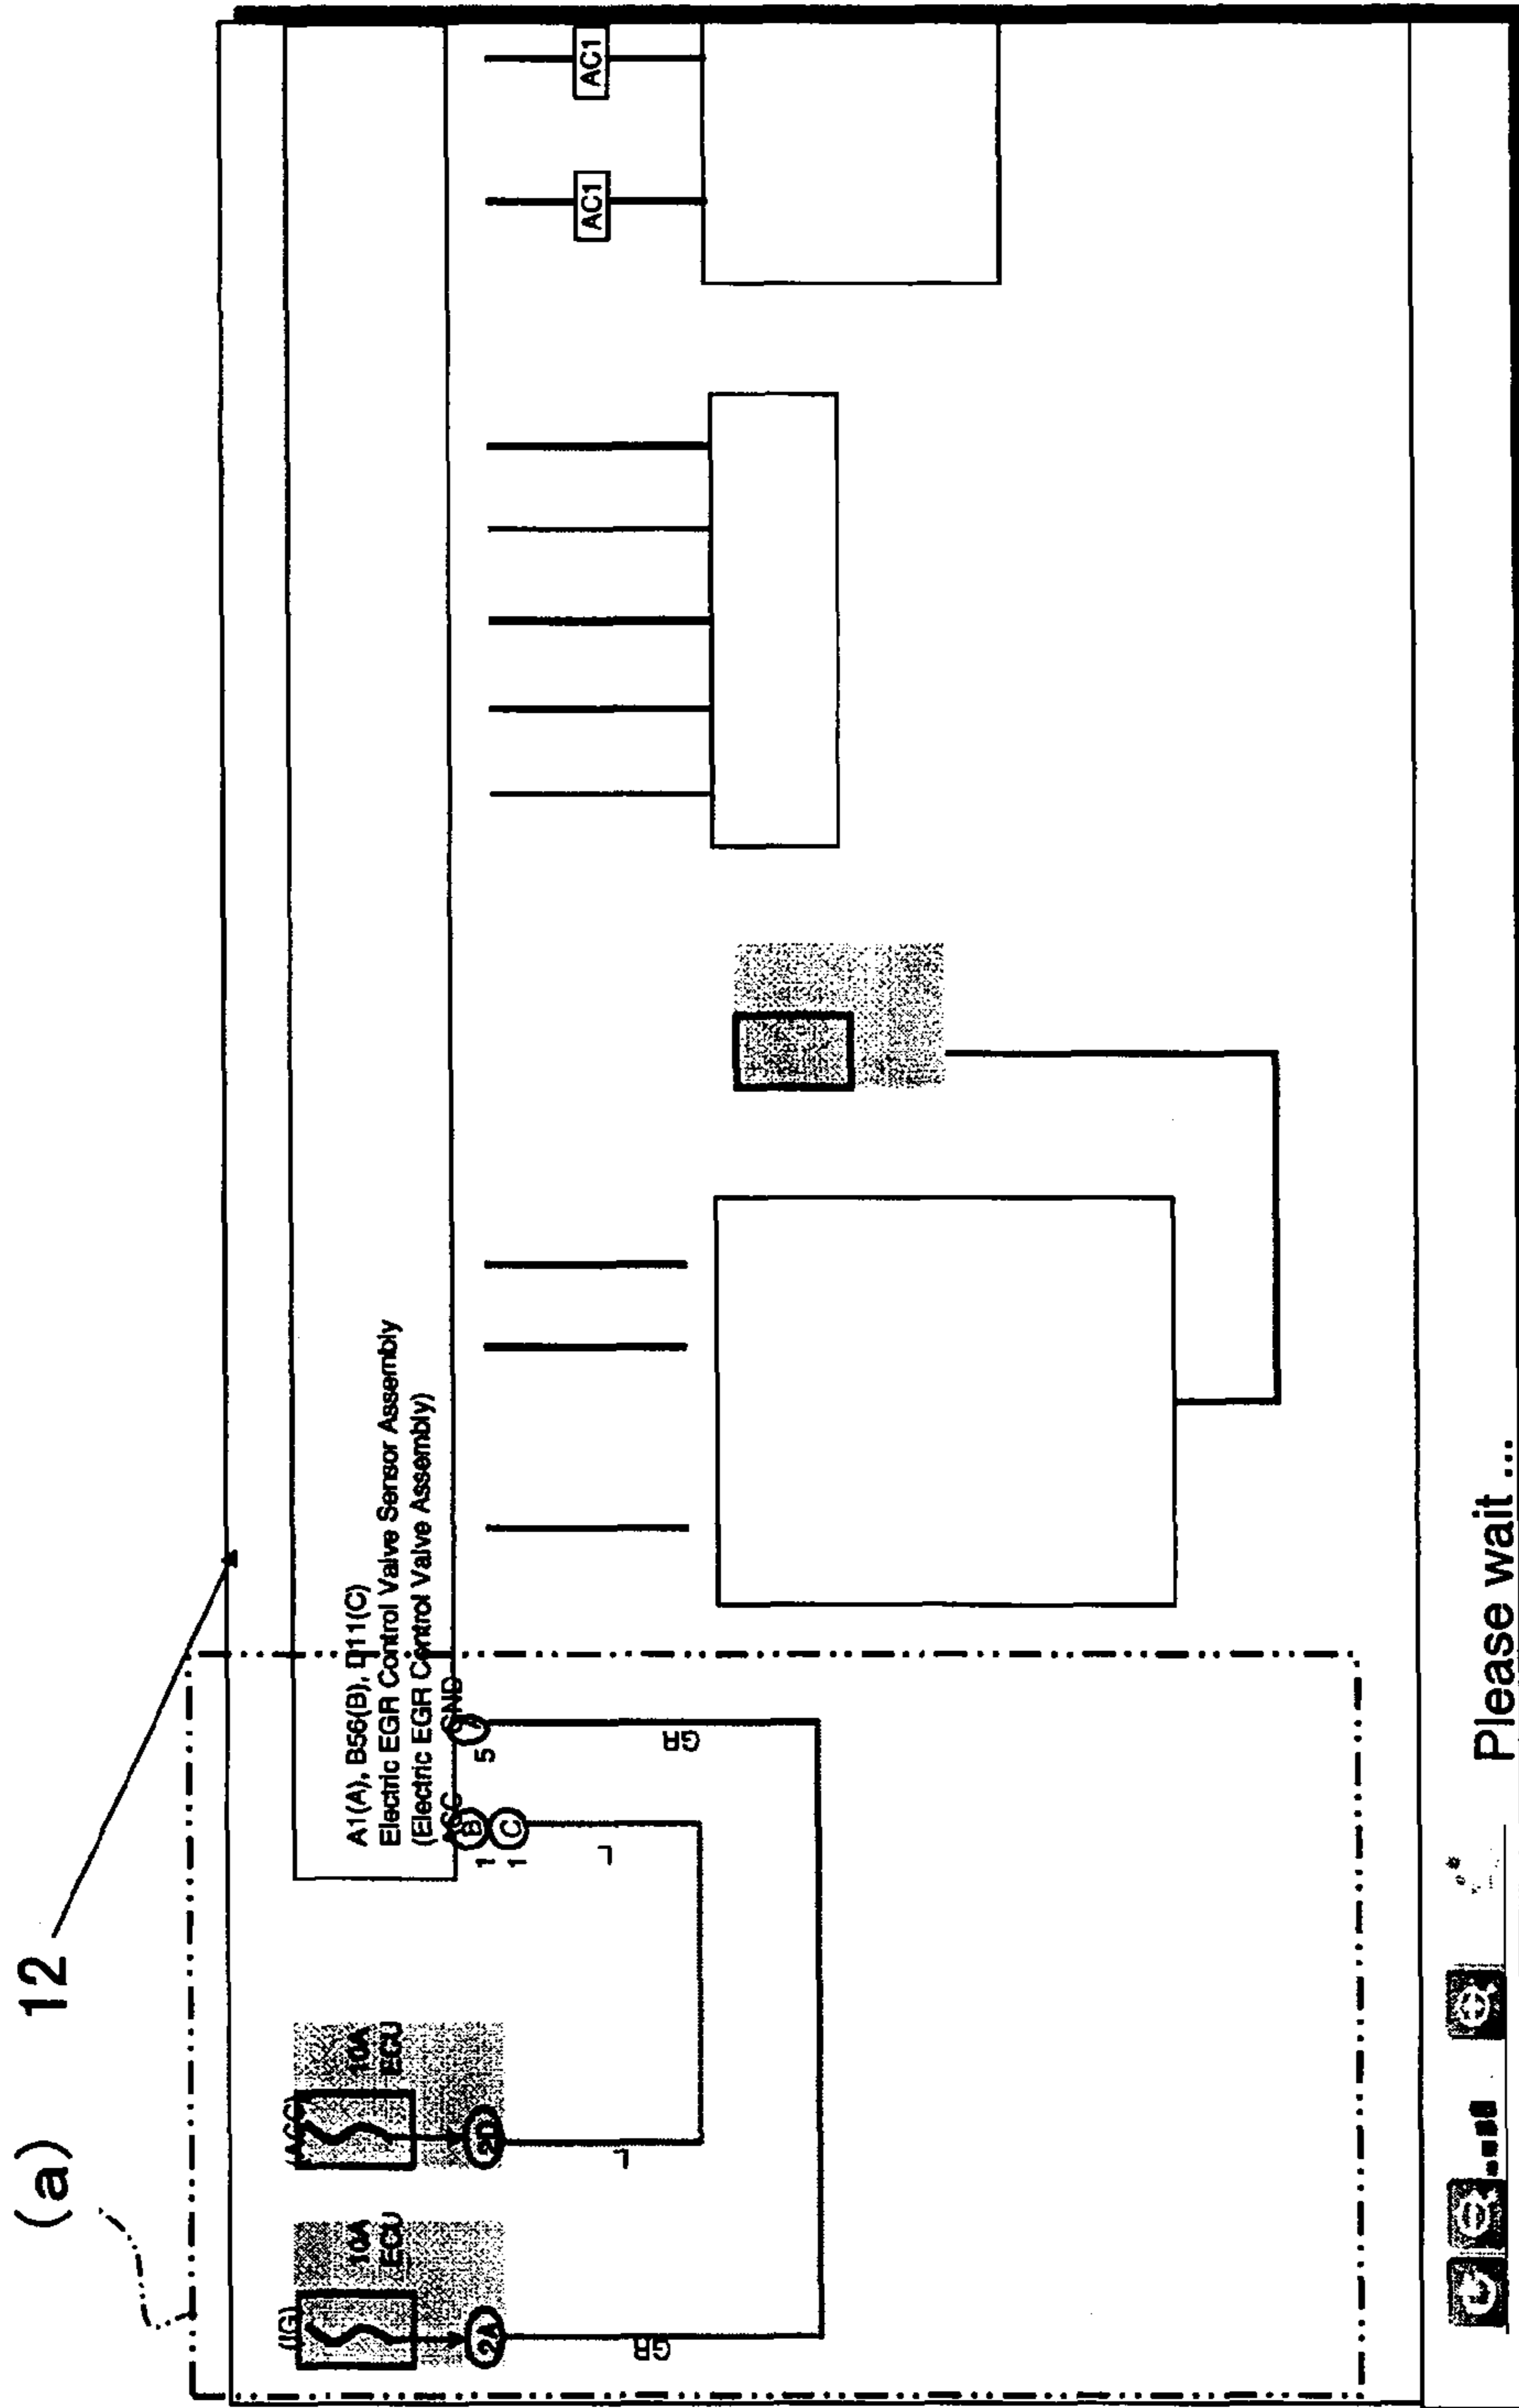 (a)
12
(IG)
10A
ECU
2A
GR
(ACC)
10A
ECU
2D
L
A1(A), B56(B), D11(C)
Electric EGR Control Valve Sensor Assembly
(Electric EGR Control Valve Assembly)
ACC
B
C
1
1
L
GND
5
GR
AC1
AC1
Please wait ...